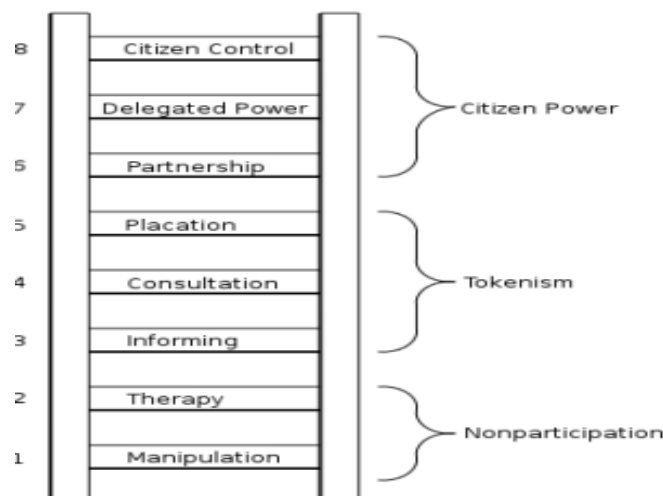 8 Citizen Control
7 Delegated Power Citizen Power
6 Partnership
5 Placation
4 Consultation Tokenism
3 Informing
2 Therapy
Nonparticipation
1 Manipulation